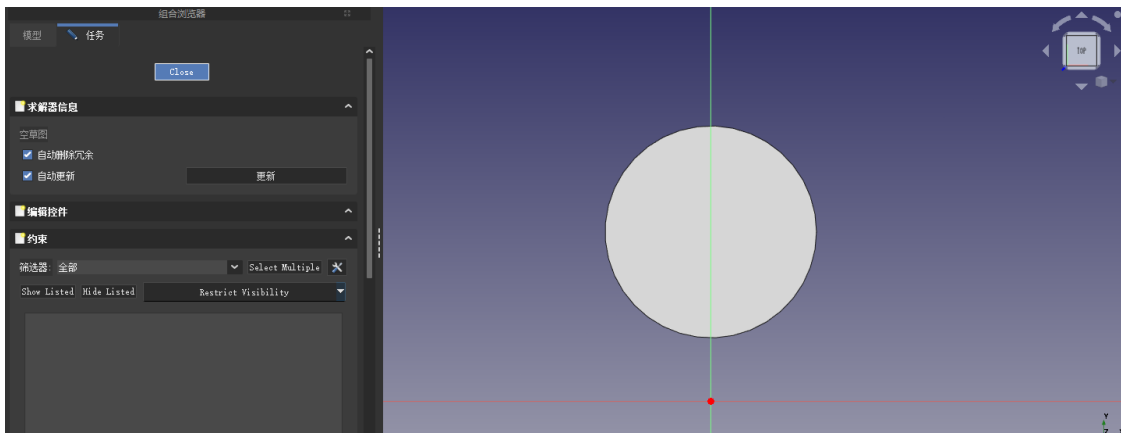 组合浏览器
模型 任务
Close
求解器信息
空草图
自动删除冗余
自动更新 更新
编辑控件
约束
筛选器: 全部 Select Multiple
Show Listed Hide Listed Restrict Visibility
TOP
Y
Z